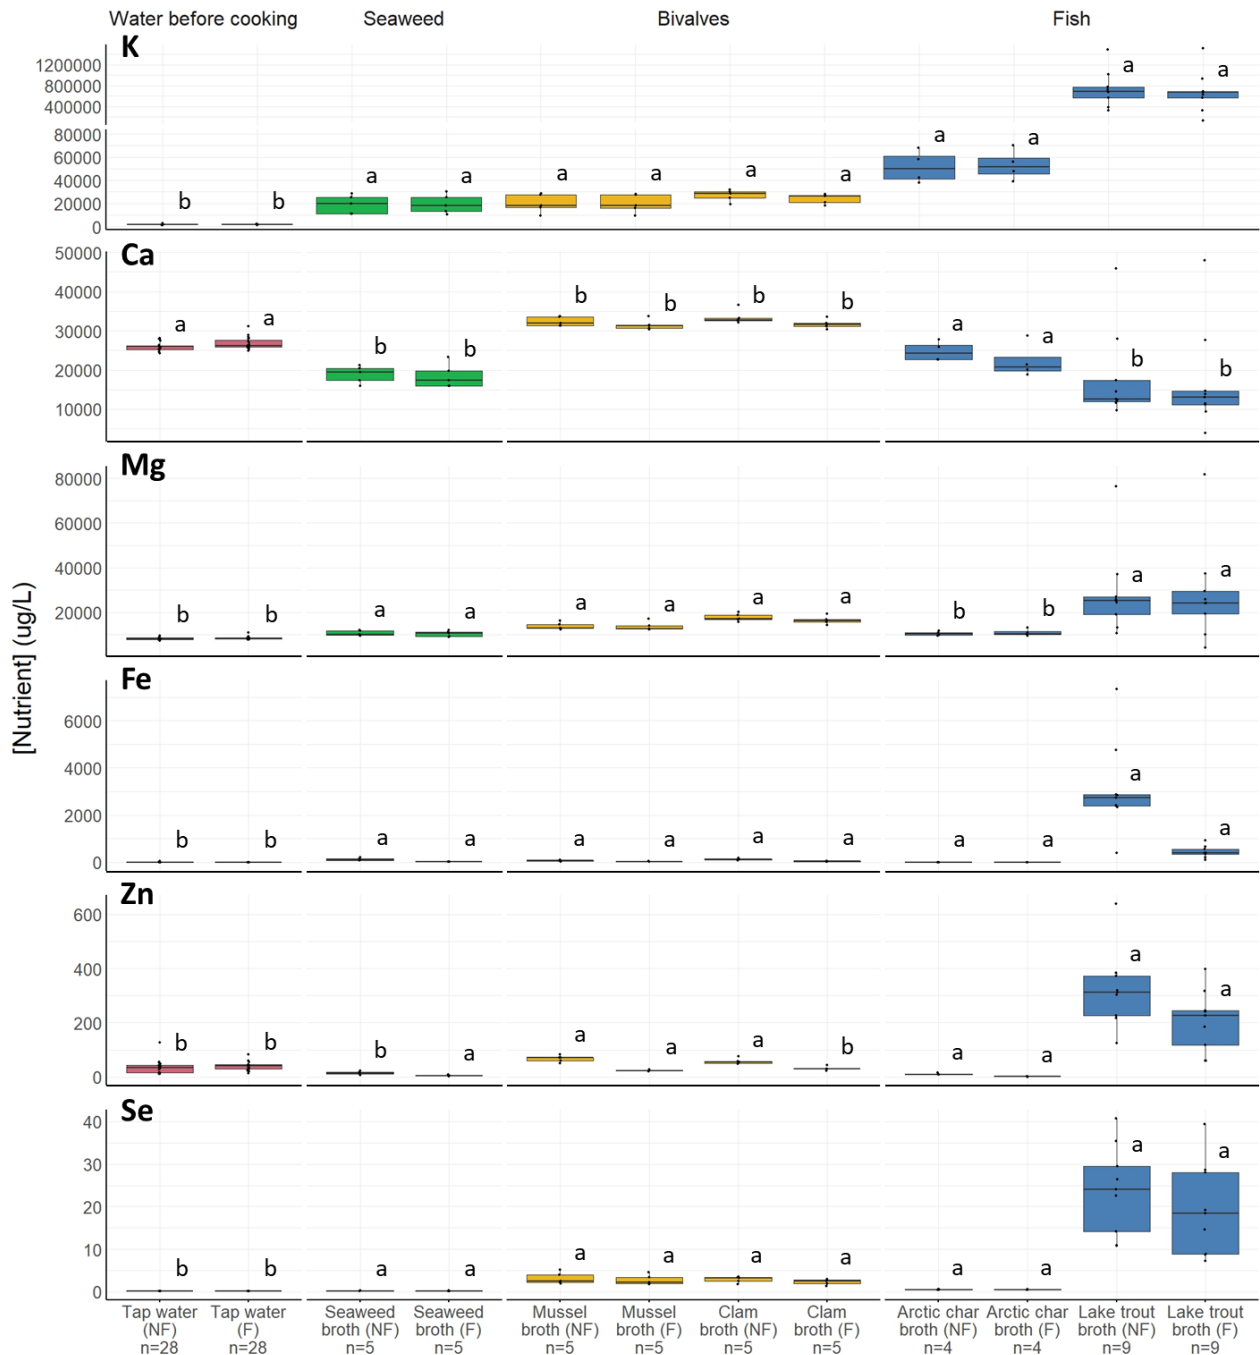 Water before cooking Seaweed Bivalves Fish
K
1200000
800000
400000
80000
60000
40000
20000
0
b b a a a a a a a a a a
Ca
50000
40000
30000
20000
10000
a a b b b b b b a a b b
Mg
80000
60000
40000
20000
b b a a a a a a b b a a
[Nutrient] (ug/L)
Fe
6000
4000
2000
0
b b a a a a a a a a a a
Zn
600
400
200
0
b b b a a a a b a a a a
Se
40
30
20
10
0
b b a a a a a a a a a a
Tap water Tap water Seaweed Seaweed Mussel Mussel Clam Clam Arctic char Arctic char Lake trout Lake trout
(NF) (F) broth (NF) broth (F) broth (NF) broth (F) broth (NF) broth (F) broth (NF) broth (F) broth (NF) broth (F)
n=28 n=28 n=5 n=5 n=5 n=5 n=5 n=5 n=4 n=4 n=9 n=9